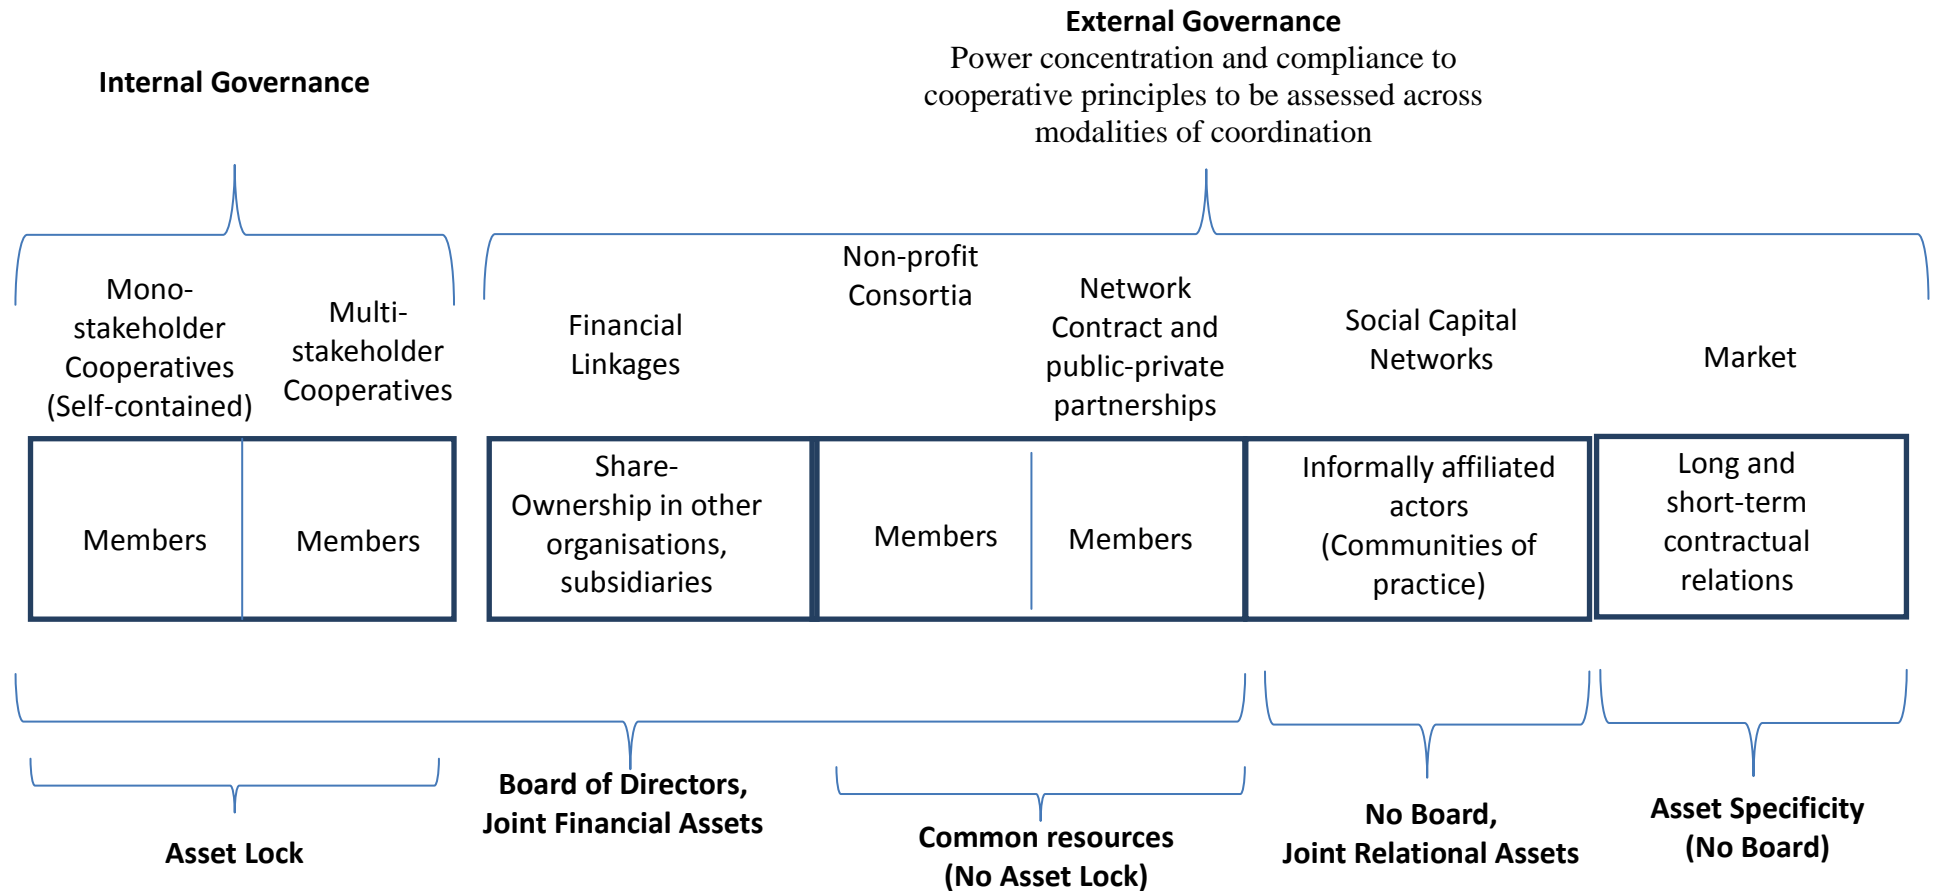 Internal Governance
External Governance
Power concentration and compliance to
cooperative principles to be assessed across
modalities of coordination
Mono-
stakeholder
Cooperatives
(Self-contained)
Multi-
stakeholder
Cooperatives
Financial
Linkages
Non-profit
Consortia
Network
Contract and
public-private
partnerships
Social Capital
Networks
Market
Members
Members
Share-
Ownership in other
organisations,
subsidiaries
Members
Members
Informally affiliated
actors
(Communities of
practice)
Long and
short-term
contractual
relations
Asset Lock
Board of Directors,
Joint Financial Assets
Common resources
(No Asset Lock)
No Board,
Joint Relational Assets
Asset Specificity
(No Board)